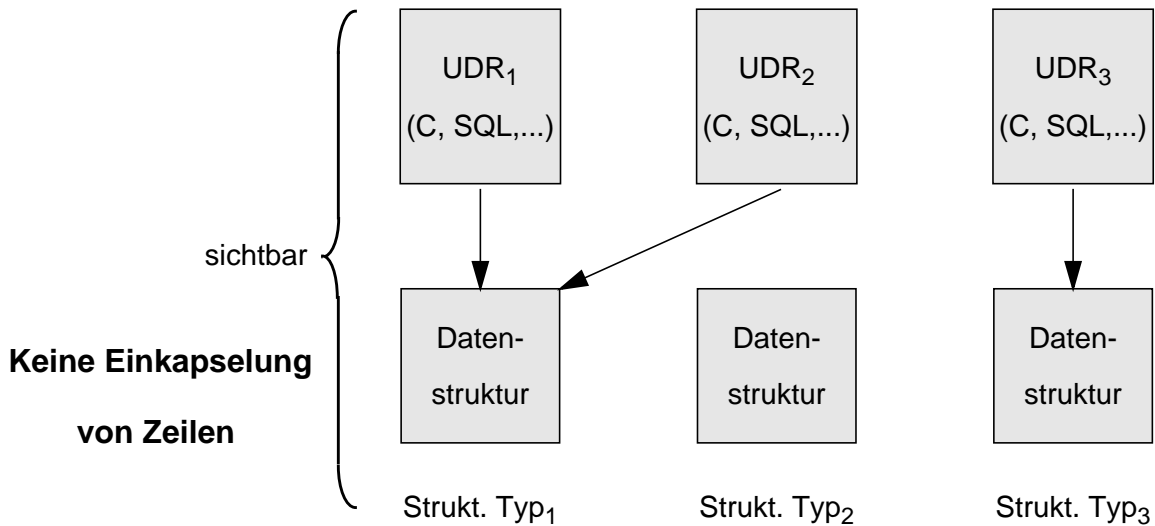 UDR1
(C, SQL,...)
UDR2
(C, SQL,...)
UDR3
(C, SQL,...)
sichtbar
Keine Einkapselung
von Zeilen
Daten-
struktur
Daten-
struktur
Daten-
struktur
Strukt. Typ1
Strukt. Typ2
Strukt. Typ3